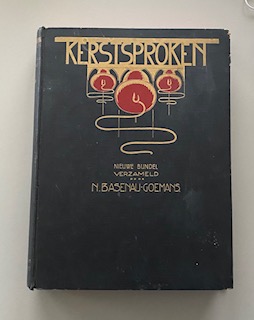 KERSTSPROKEN
NIEUWE BUNDEL
VERZAMELD
N. BASENAU-GOEMANS.